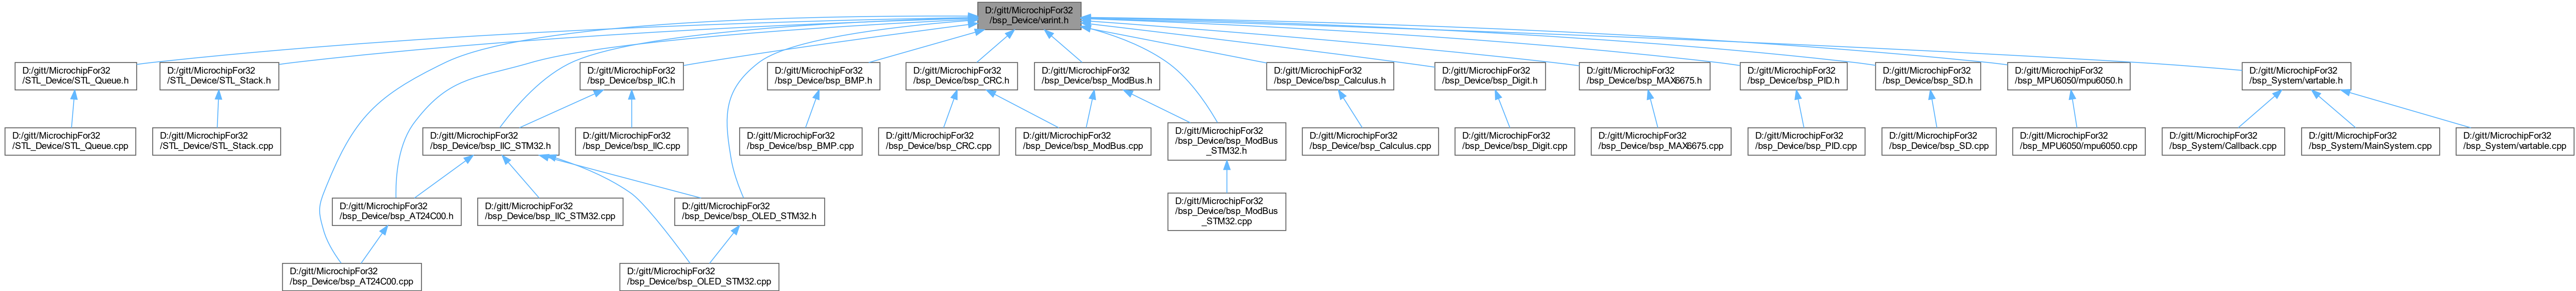 D:/gitt/MicrochipFor32
/bsp_Device/varint.h
D:/gitt/MicrochipFor32
/STL_Device/STL_Queue.h
D:/gitt/MicrochipFor32
/STL_Device/STL_Stack.h
D:/gitt/MicrochipFor32
/bsp_Device/bsp_IIC.h
D:/gitt/MicrochipFor32
/bsp_Device/bsp_BMP.h
D:/gitt/MicrochipFor32
/bsp_Device/bsp_CRC.h
D:/gitt/MicrochipFor32
/bsp_Device/bsp_ModBus.h
D:/gitt/MicrochipFor32
/bsp_Device/bsp_Calculus.h
D:/gitt/MicrochipFor32
/bsp_Device/bsp_Digit.h
D:/gitt/MicrochipFor32
/bsp_Device/bsp_MAX6675.h
D:/gitt/MicrochipFor32
/bsp_Device/bsp_PID.h
D:/gitt/MicrochipFor32
/bsp_Device/bsp_SD.h
D:/gitt/MicrochipFor32
/bsp_MPU6050/mpu6050.h
D:/gitt/MicrochipFor32
/bsp_System/vartable.h
D:/gitt/MicrochipFor32
/STL_Device/STL_Queue.cpp
D:/gitt/MicrochipFor32
/STL_Device/STL_Stack.cpp
D:/gitt/MicrochipFor32
/bsp_Device/bsp_IIC_STM32.h
D:/gitt/MicrochipFor32
/bsp_Device/bsp_IIC.cpp
D:/gitt/MicrochipFor32
/bsp_Device/bsp_BMP.cpp
D:/gitt/MicrochipFor32
/bsp_Device/bsp_CRC.cpp
D:/gitt/MicrochipFor32
/bsp_Device/bsp_ModBus.cpp
D:/gitt/MicrochipFor32
/bsp_Device/bsp_ModBus
_STM32.h
D:/gitt/MicrochipFor32
/bsp_Device/bsp_Calculus.cpp
D:/gitt/MicrochipFor32
/bsp_Device/bsp_Digit.cpp
D:/gitt/MicrochipFor32
/bsp_Device/bsp_MAX6675.cpp
D:/gitt/MicrochipFor32
/bsp_Device/bsp_PID.cpp
D:/gitt/MicrochipFor32
/bsp_Device/bsp_SD.cpp
D:/gitt/MicrochipFor32
/bsp_MPU6050/mpu6050.cpp
D:/gitt/MicrochipFor32
/bsp_System/Callback.cpp
D:/gitt/MicrochipFor32
/bsp_System/MainSystem.cpp
D:/gitt/MicrochipFor32
/bsp_System/vartable.cpp
D:/gitt/MicrochipFor32
/bsp_Device/bsp_AT24C00.h
D:/gitt/MicrochipFor32
/bsp_Device/bsp_IIC_STM32.cpp
D:/gitt/MicrochipFor32
/bsp_Device/bsp_OLED_STM32.h
D:/gitt/MicrochipFor32
/bsp_Device/bsp_ModBus
_STM32.cpp
D:/gitt/MicrochipFor32
/bsp_Device/bsp_AT24C00.cpp
D:/gitt/MicrochipFor32
/bsp_Device/bsp_OLED_STM32.cpp